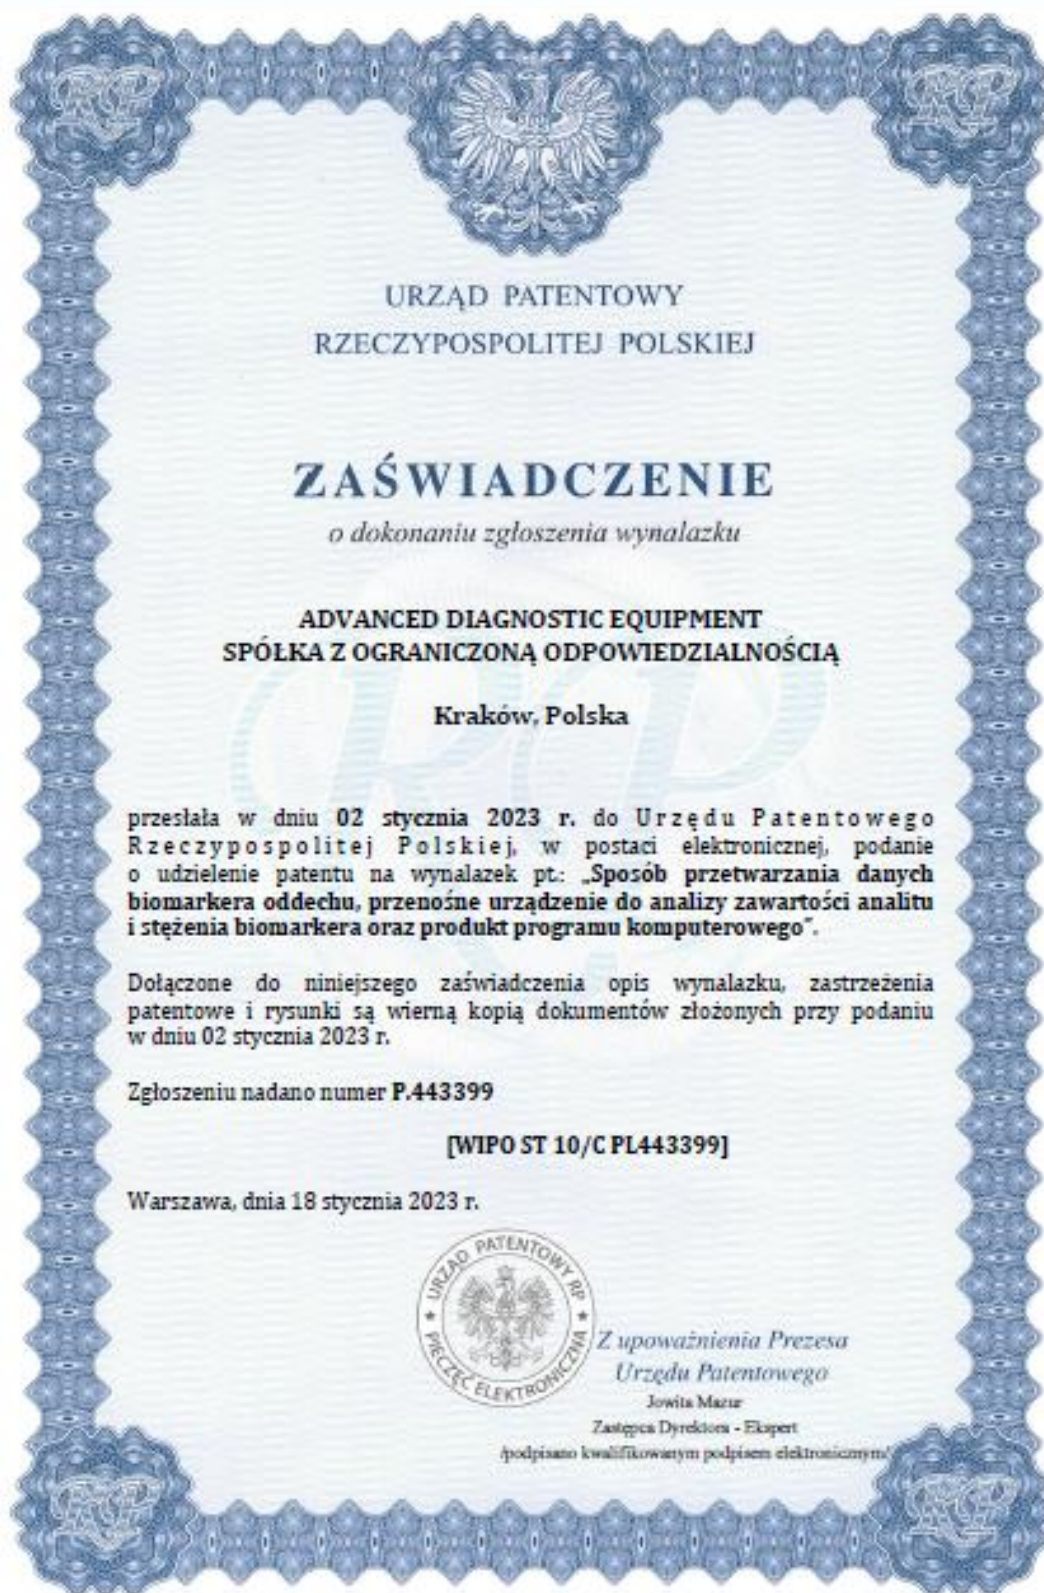 URZĄD PATENTOWY
RZECZYPOSPOLITEJ POLSKIEJ
ZAŚWIADCZENIE
o dokonaniu zgłoszenia wynalazku
ADVANCED DIAGNOSTIC EQUIPMENT
SPÓŁKA Z OGRANICZONĄ ODPOWIEDZIALNOŚCIĄ
Kraków, Polska
przesłała w dniu 02 stycznia 2023 r. do Urzędu Patentowego
Rzeczypospolitej Polskiej, w postaci elektronicznej, podanie
o udzielenie patentu na wynalazek pt.: „Sposób przetwarzania danych
biomarkera oddechu, przenośne urządzenie do analizy zawartości analitu
i stężenia biomarkera oraz produkt programu komputerowego".
Dołączone do niniejszego zaświadczenia opis wynalazku, zastrzeżenia
patentowe i rysunki są wierną kopią dokumentów złożonych przy podaniu
w dniu 02 stycznia 2023 r.
Zgłoszeniu nadano numer P.443399
[WIPO ST 10/C PL443399]
Warszawa, dnia 18 stycznia 2023 r.
URZĄD PATENTOWY RP
PIECZĘĆ ELEKTRONICZNA
Z upoważnienia Prezesa
Urzędu Patentowego
Jowita Mazur
Zastępca Dyrektora - Ekspert
/podpisano kwalifikowanym podpisem elektronicznym/